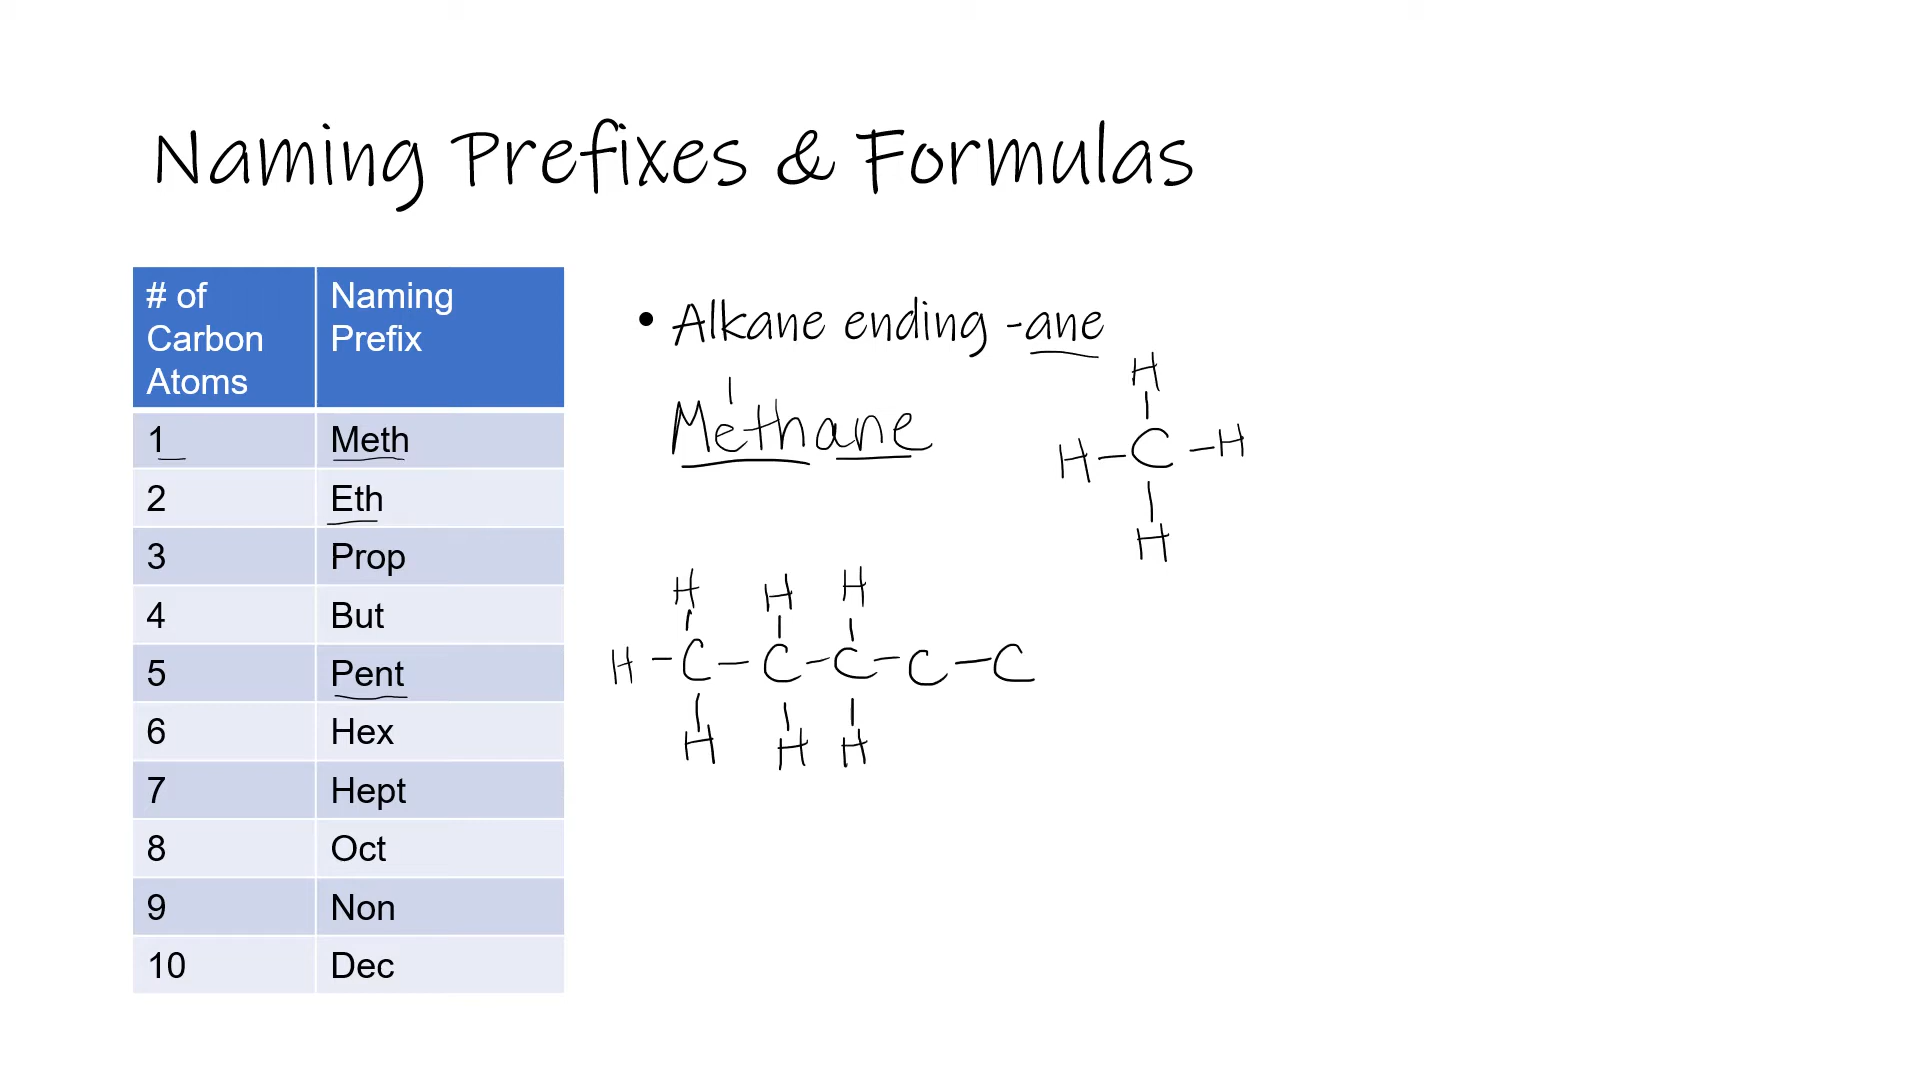 Naming Prefixes & Formulas
# of Carbon Atoms Naming Prefix
1 Meth
2 Eth
3 Prop
4 But
5 Pent
6 Hex
7 Hept
8 Oct
9 Non
10 Dec
• Alkane ending -ane
1
Methane
H
H-C-H
H
H H H
H-C-C-C-C-C
H H H